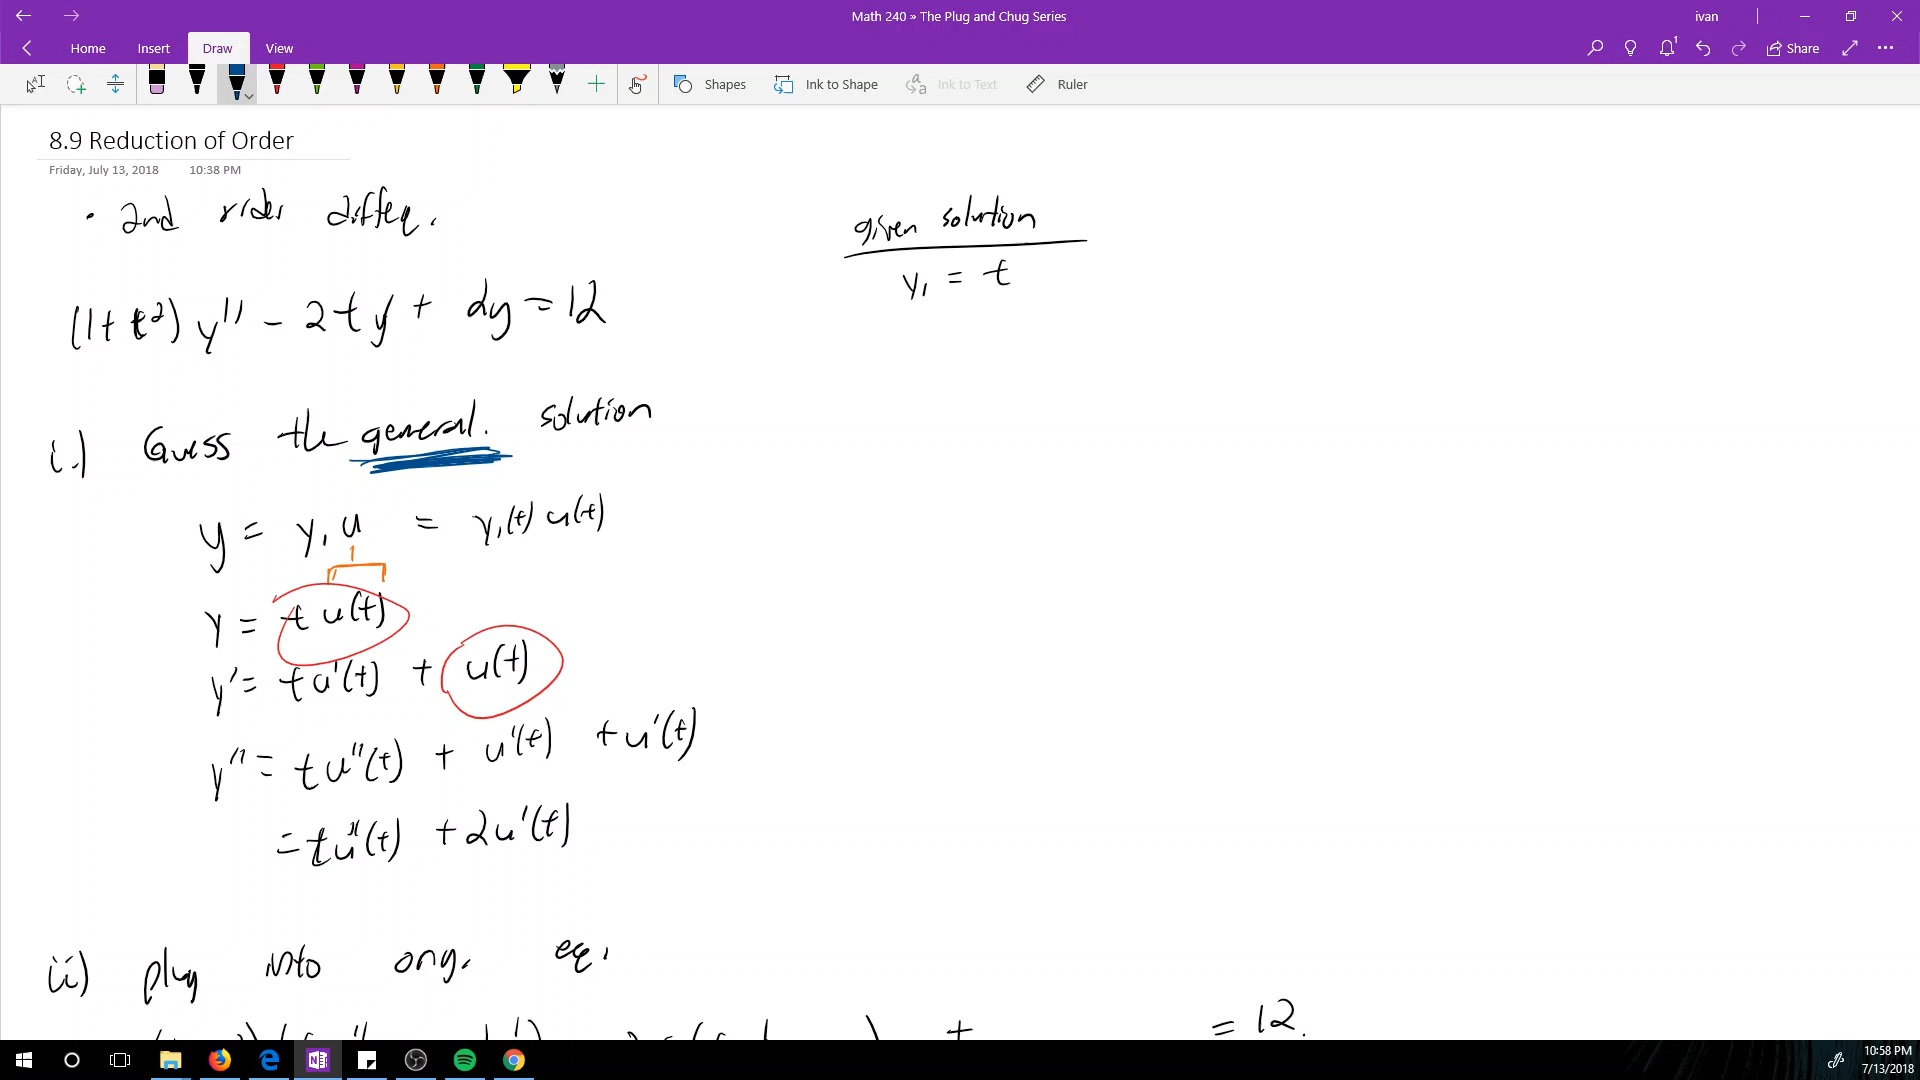 Math 240 » The Plug and Chug Series
ivan
Home Insert Draw View
Share
Shapes Ink to Shape Ink to Text Ruler
8.9 Reduction of Order
Friday, July 13, 2018 10:38 PM
• 2nd order diffeq.
given solution
y₁ = t
(1+t²) y'' - 2ty' + 2y = 12
i.) Guess the general. solution
y = y₁ u = y₁(t) u(t)
y = t u(t)
y' = t u'(t) + u(t)
y'' = t u''(t) + u'(t) + u'(t)
= t u''(t) + 2u'(t)
ii) plug into orig. eq.
+ = 12.
10:58 PM
7/13/2018